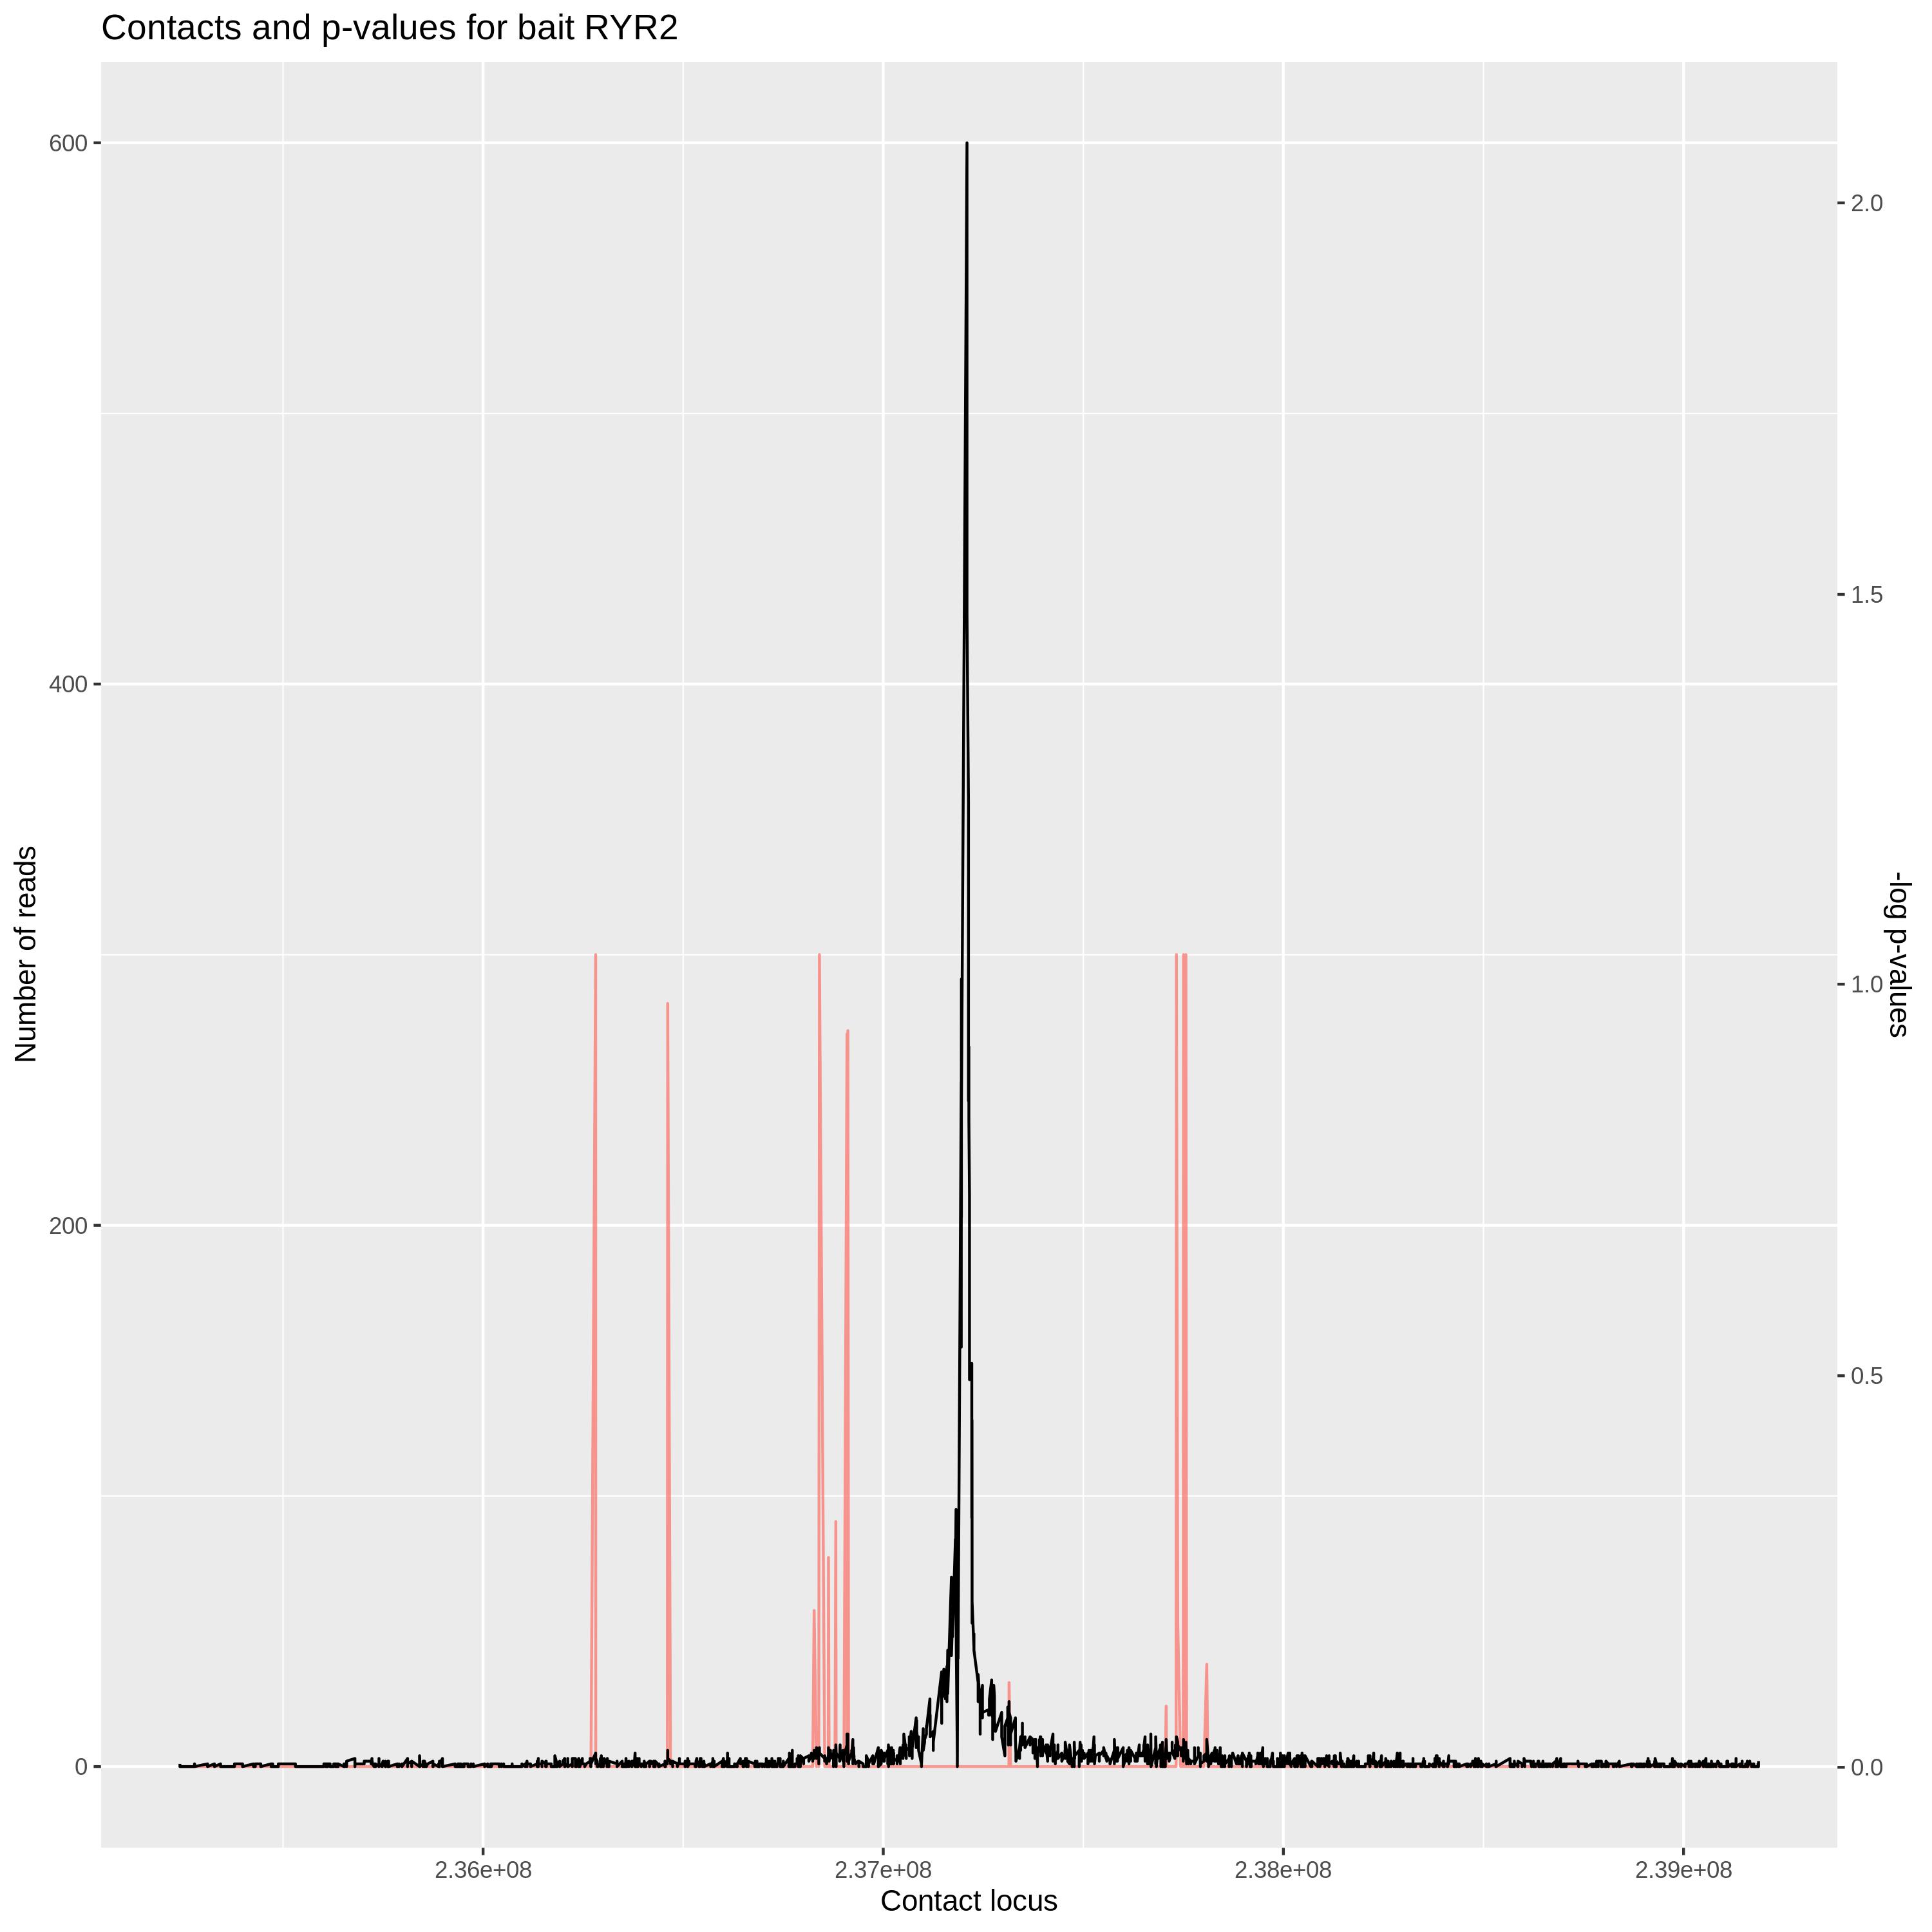 Contacts and p-values for bait RYR2
600
400
200
0
Number of reads
2.0
1.5
1.0
0.5
0.0
-log p-values
2.36e+08
2.37e+08
2.38e+08
2.39e+08
Contact locus